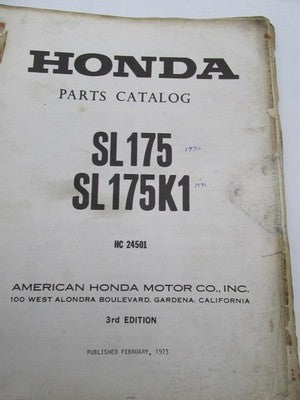 HONDA
PARTS CATALOG
SL175 1970
SL175K1 1971
HC 24501
AMERICAN HONDA MOTOR CO., INC.
100 WEST ALONDRA BOULEVARD, GARDENA, CALIFORNIA
3rd EDITION
PUBLISHED FEBRUARY, 1973